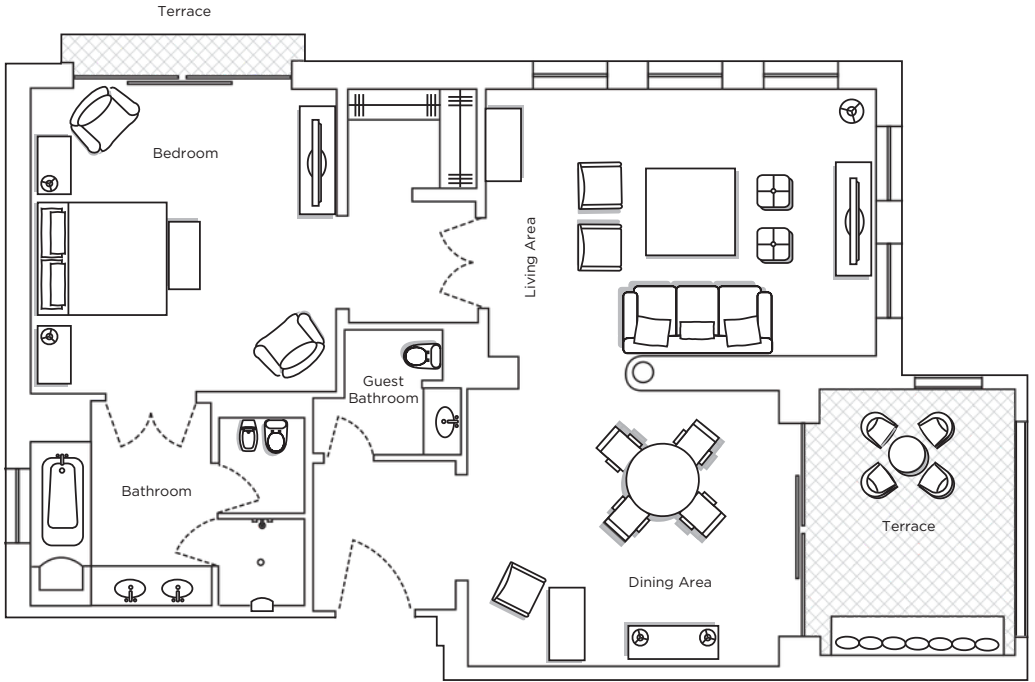 Terrace
Bedroom
Living Area
Guest
Bathroom
Bathroom
Terrace
Dining Area